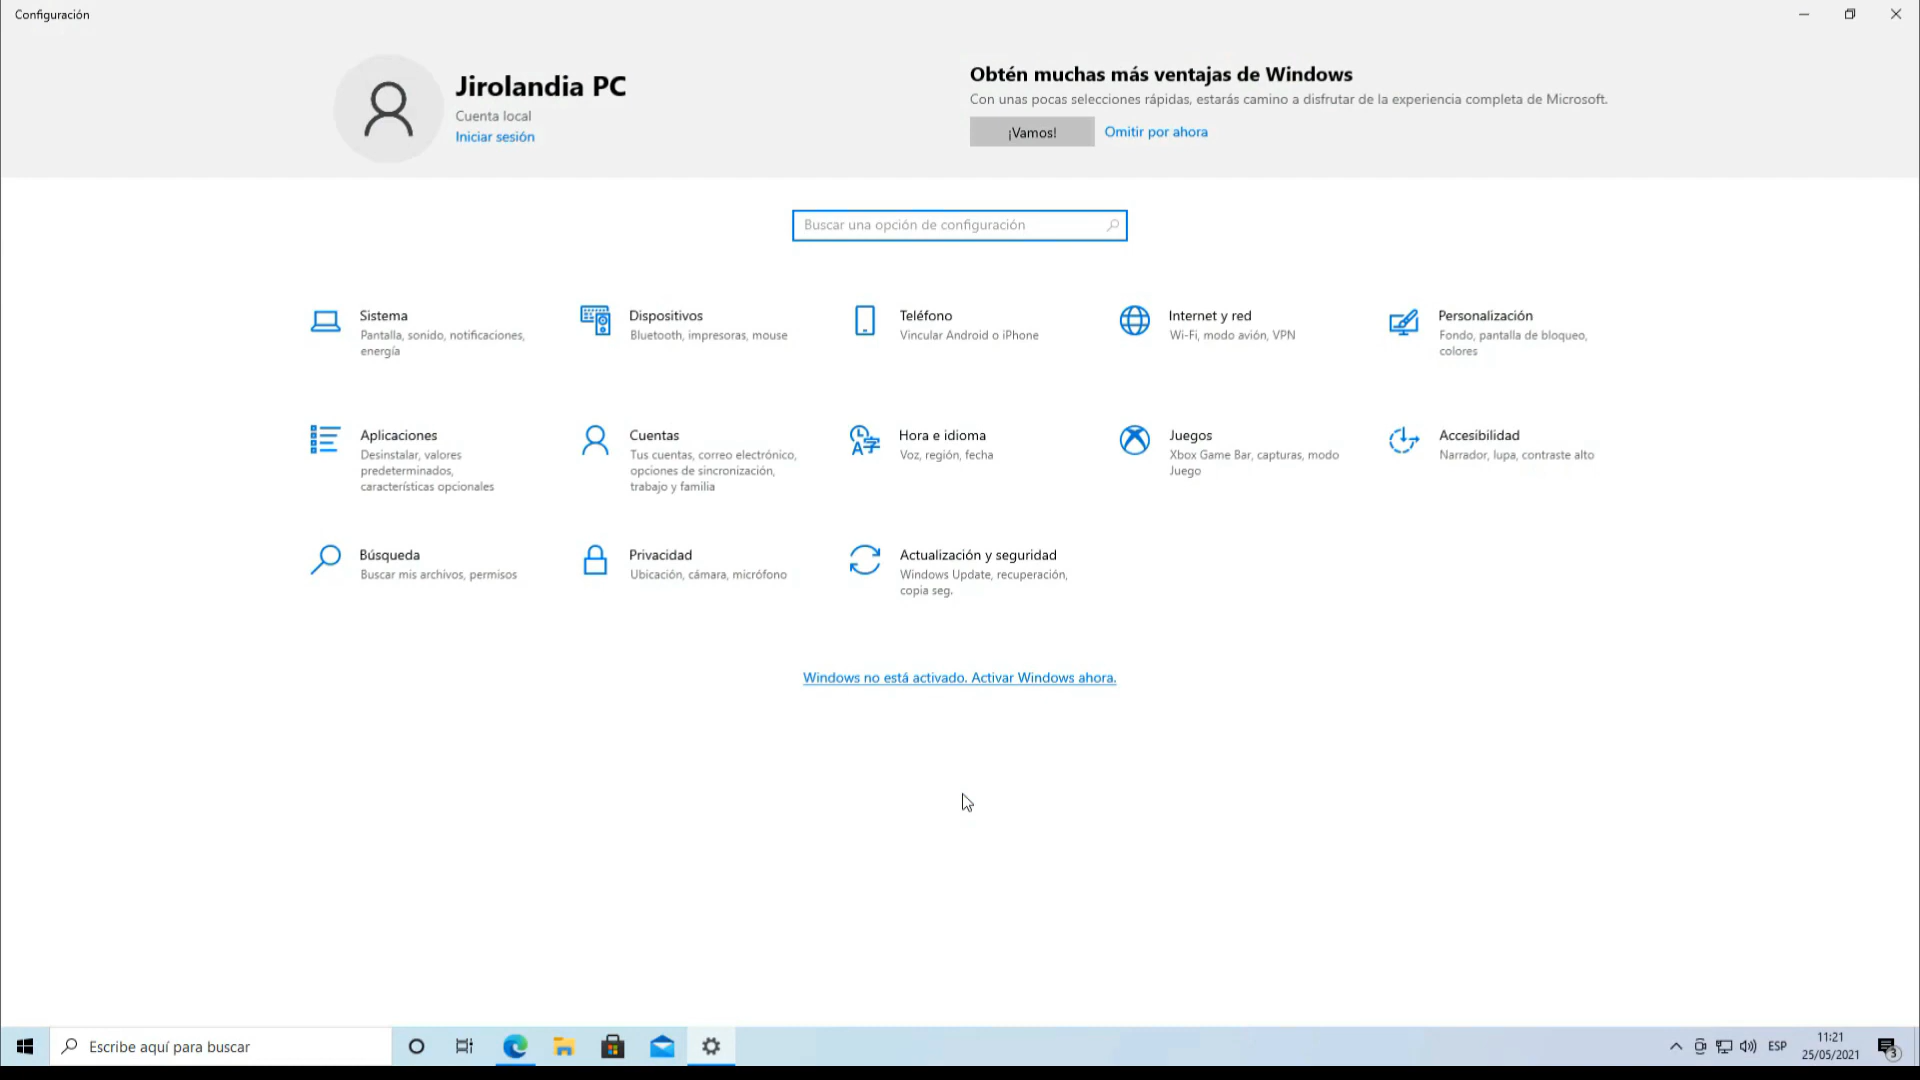 Configuración
Jirolandia PC
Cuenta local
Iniciar sesión
Obtén muchas más ventajas de Windows
Con unas pocas selecciones rápidas, estarás camino a disfrutar de la experiencia completa de Microsoft.
¡Vamos!
Omitir por ahora
Buscar una opción de configuración
Sistema
Pantalla, sonido, notificaciones,
energía
Dispositivos
Bluetooth, impresoras, mouse
Teléfono
Vincular Android o iPhone
Internet y red
Wi-Fi, modo avión, VPN
Personalización
Fondo, pantalla de bloqueo,
colores
Aplicaciones
Desinstalar, valores
predeterminados,
características opcionales
Cuentas
Tus cuentas, correo electrónico,
opciones de sincronización,
trabajo y familia
Hora e idioma
Voz, región, fecha
Juegos
Xbox Game Bar, capturas, modo
Juego
Accesibilidad
Narrador, lupa, contraste alto
Búsqueda
Buscar mis archivos, permisos
Privacidad
Ubicación, cámara, micrófono
Actualización y seguridad
Windows Update, recuperación,
copia seg.
Windows no está activado. Activar Windows ahora.
Escribe aquí para buscar
ESP
11:21
25/05/2021
3